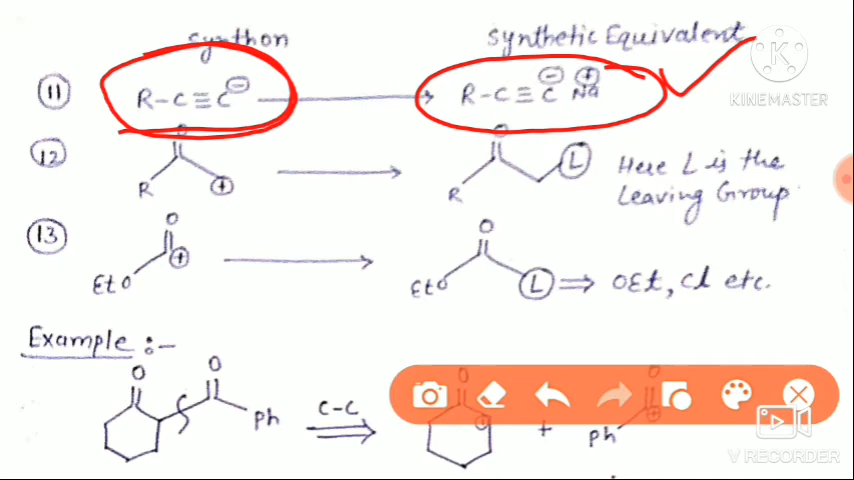 synthon synthetic Equivalent
KINEMASTER
11 R-C≡C⊖ → R-C≡C⊖ Na⊕
12 O R ⊕ → O R L Here L is the
Leaving Group
13 O EtO ⊕ → O EtO L ⇒ OEt, Cl etc.
Example :-
O O Ph C-C ⇒ O + Ph O ⊕
V RECORDER